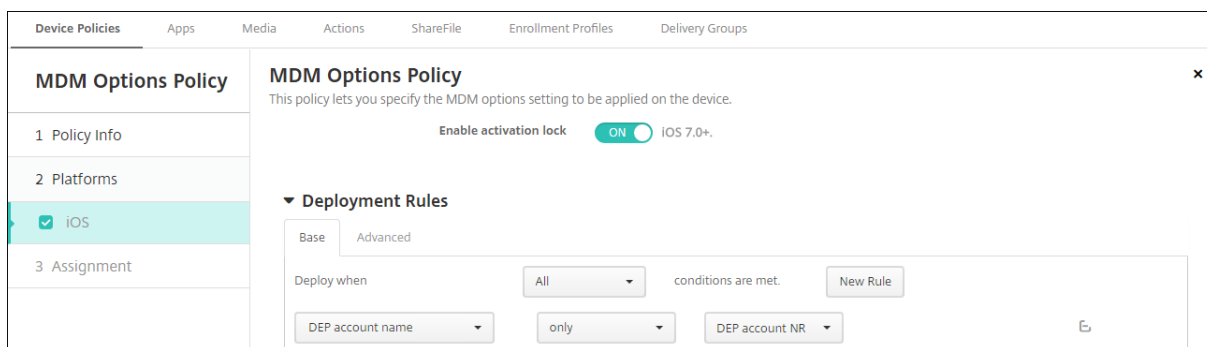 Device Policies Apps Media Actions ShareFile Enrollment Profiles Delivery Groups
MDM Options Policy
1 Policy Info
2 Platforms
iOS
3 Assignment
MDM Options Policy
This policy lets you specify the MDM options setting to be applied on the device.
Enable activation lock ON iOS 7.0+.
Deployment Rules
Base Advanced
Deploy when All conditions are met. New Rule
DEP account name only DEP account NR